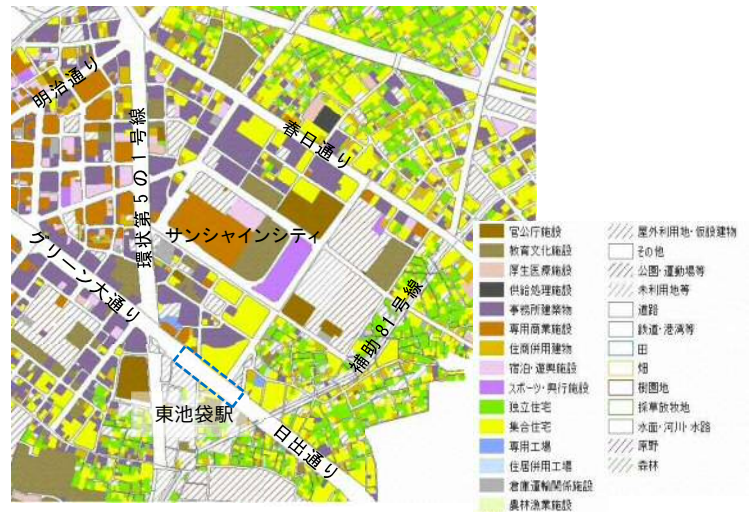 明治通り
環状第5の1号線
春日通り
サンシャインシティ
グリーン大通り
補助81号線
東池袋駅
日出通り
官公庁施設
教育文化施設
厚生医療施設
供給処理施設
事務所建築物
専用商業施設
住商併用建物
宿泊・遊興施設
スポーツ・興行施設
独立住宅
集合住宅
専用工場
住居併用工場
倉庫運輸関係施設
農林漁業施設
屋外利用地・仮設建物
その他
公園・運動場等
未利用地等
道路
鉄道・港湾等
田
畑
樹園地
採草放牧地
水面・河川・水路
原野
森林